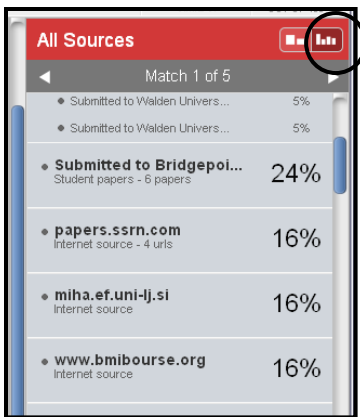 All Sources
Match 1 of 5
Submitted to Walden Univers... 5%
Submitted to Walden Univers... 5%
Submitted to Bridgepoi... 24%
Student papers - 6 papers
papers.ssrn.com 16%
Internet source - 4 urls
miha.ef.uni-lj.si 16%
Internet source
www.bmibourse.org 16%
Internet source